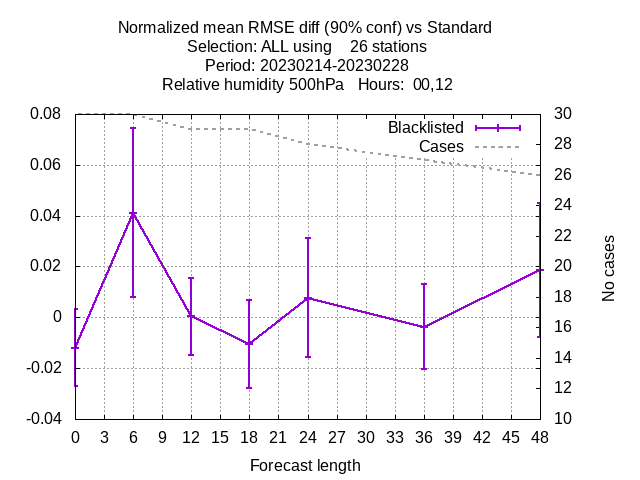 Normalized mean RMSE diff (90% conf) vs Standard
Selection: ALL using 26 stations
Period: 20230214-20230228
Relative humidity 500hPa Hours: 00,12
Blacklisted
Cases
0.08
0.06
0.04
0.02
0
-0.02
-0.04
30
28
26
24
22
20
18
16
14
12
10
No cases
0 3 6 9 12 15 18 21 24 27 30 33 36 39 42 45 48
Forecast length